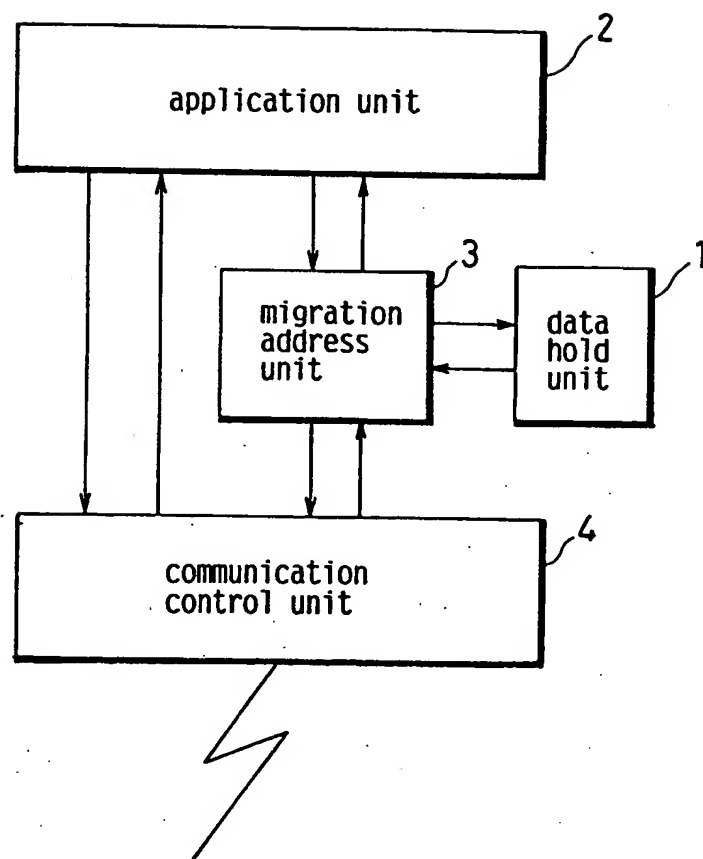 2
application unit
3
migration
address
unit
1
data
hold
unit
4
communication
control unit